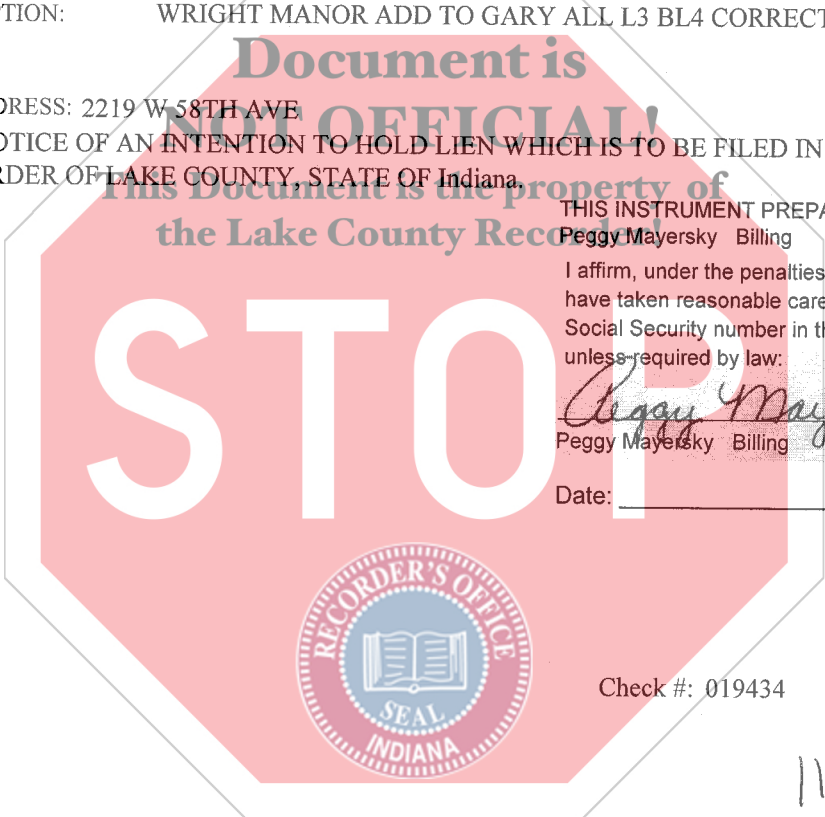 TION: WRIGHT MANOR ADD TO GARY ALL L3 BL4 CORRECT
Document is
DRESS: 2219 W 58TH AVE
NOT OFFICIAL!
OTICE OF AN INTENTION TO HOLD LIEN WHICH IS TO BE FILED IN
RDER OF LAKE COUNTY, STATE OF Indiana.
This Document is the property of
the Lake County Recorder!
THIS INSTRUMENT PREPA
Peggy Mayersky Billing
I affirm, under the penalties
have taken reasonable care
Social Security number in th
unless required by law:
Peggy May
Peggy Mayersky Billing
Date:
STOP
RECORDER'S OFFICE
SEAL
INDIANA
Check #: 019434
11